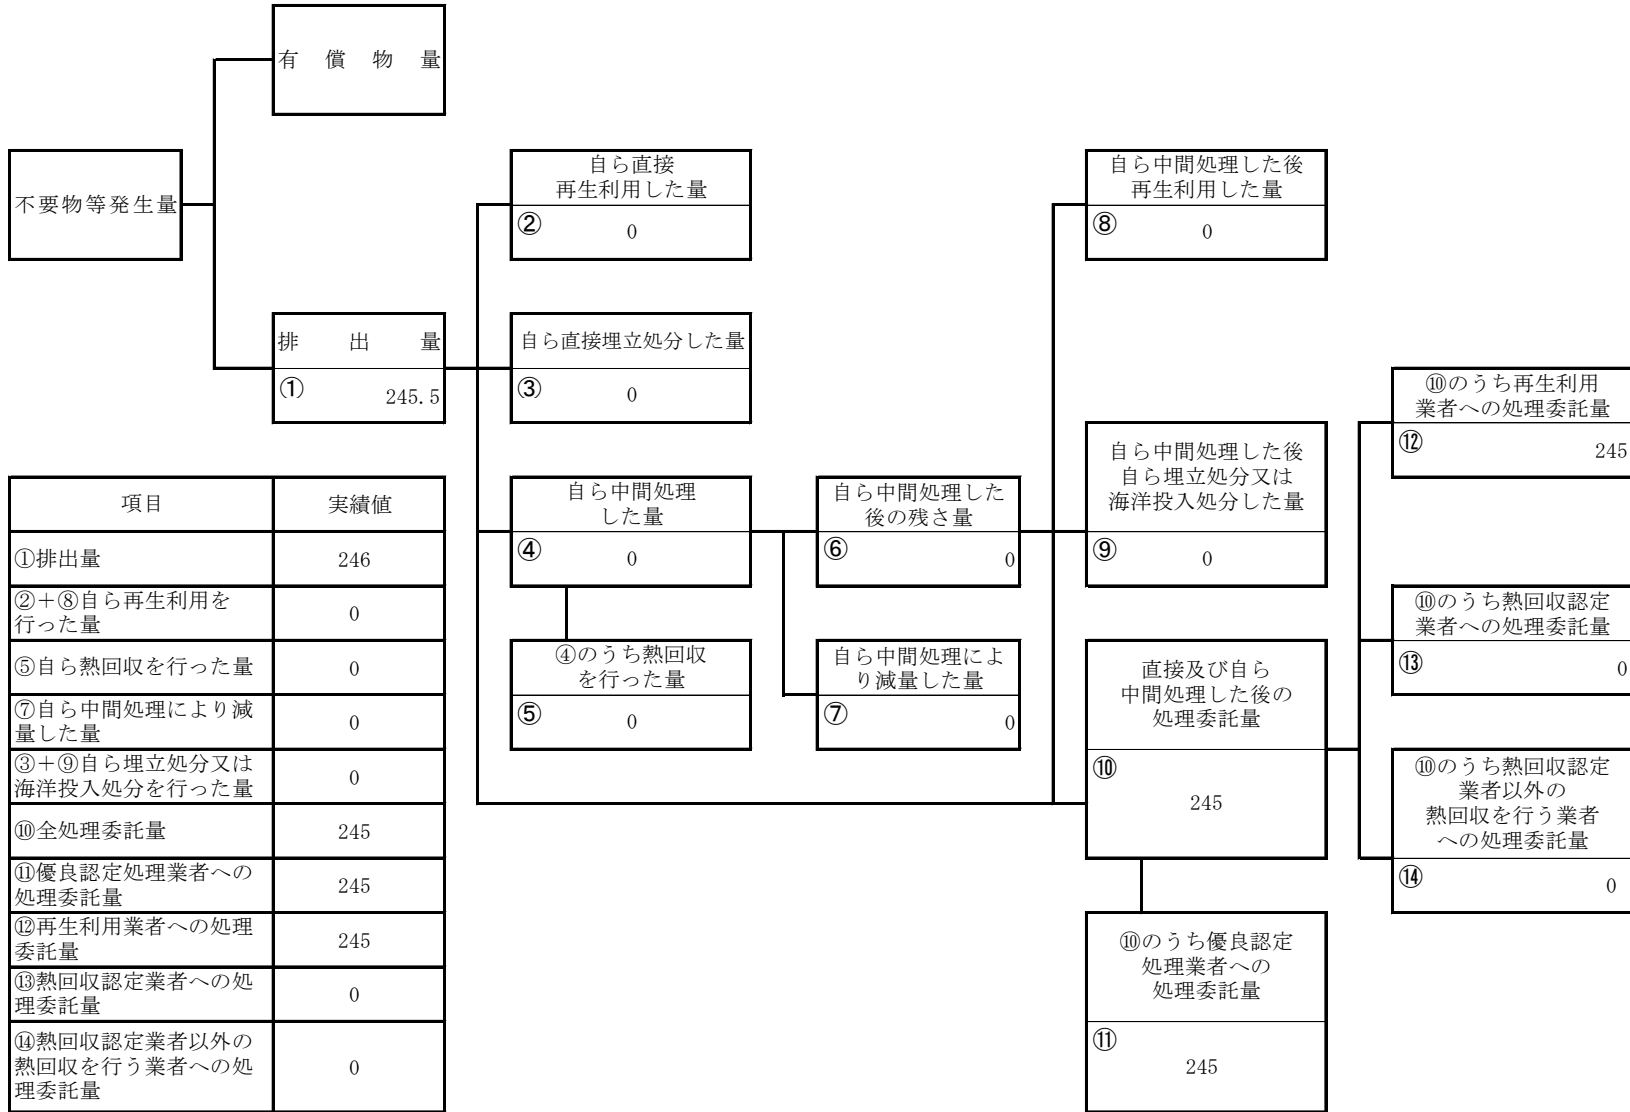 有償物量
不要物等発生量
自ら直接
再生利用した量
② 0
自ら中間処理した後
再生利用した量
⑧ 0
排出量
① 245.5
自ら直接埋立処分した量
③ 0
⑩のうち再生利用
業者への処理委託量
⑫ 245
自ら中間処理
した量
④ 0
自ら中間処理した
後の残さ量
⑥ 0
自ら中間処理した後
自ら埋立処分又は
海洋投入処分した量
⑨ 0
④のうち熱回収
を行った量
⑤ 0
自ら中間処理によ
り減量した量
⑦ 0
直接及び自ら
中間処理した後の
処理委託量
⑩
245
⑩のうち熱回収認定
業者への処理委託量
⑬ 0
⑩のうち熱回収認定
業者以外の
熱回収を行う業者
への処理委託量
⑭ 0
⑩のうち優良認定
処理業者への
処理委託量
⑪
245
項目 実績値
①排出量 246
②+⑧自ら再生利用を
行った量 0
⑤自ら熱回収を行った量 0
⑦自ら中間処理により減
量した量 0
③+⑨自ら埋立処分又は
海洋投入処分を行った量 0
⑩全処理委託量 245
⑪優良認定処理業者への
処理委託量 245
⑫再生利用業者への処理
委託量 245
⑬熱回収認定業者への処
理委託量 0
⑭熱回収認定業者以外の
熱回収を行う業者への処
理委託量 0